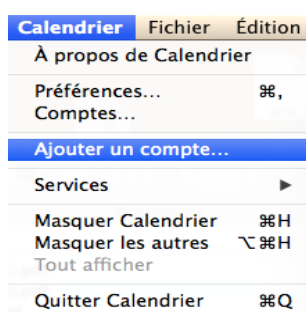 Calendrier Fichier Édition
À propos de Calendrier
Préférences... ⌘,
Comptes...
Ajouter un compte...
Services ▶
Masquer Calendrier ⌘H
Masquer les autres ⌥⌘H
Tout afficher
Quitter Calendrier ⌘Q